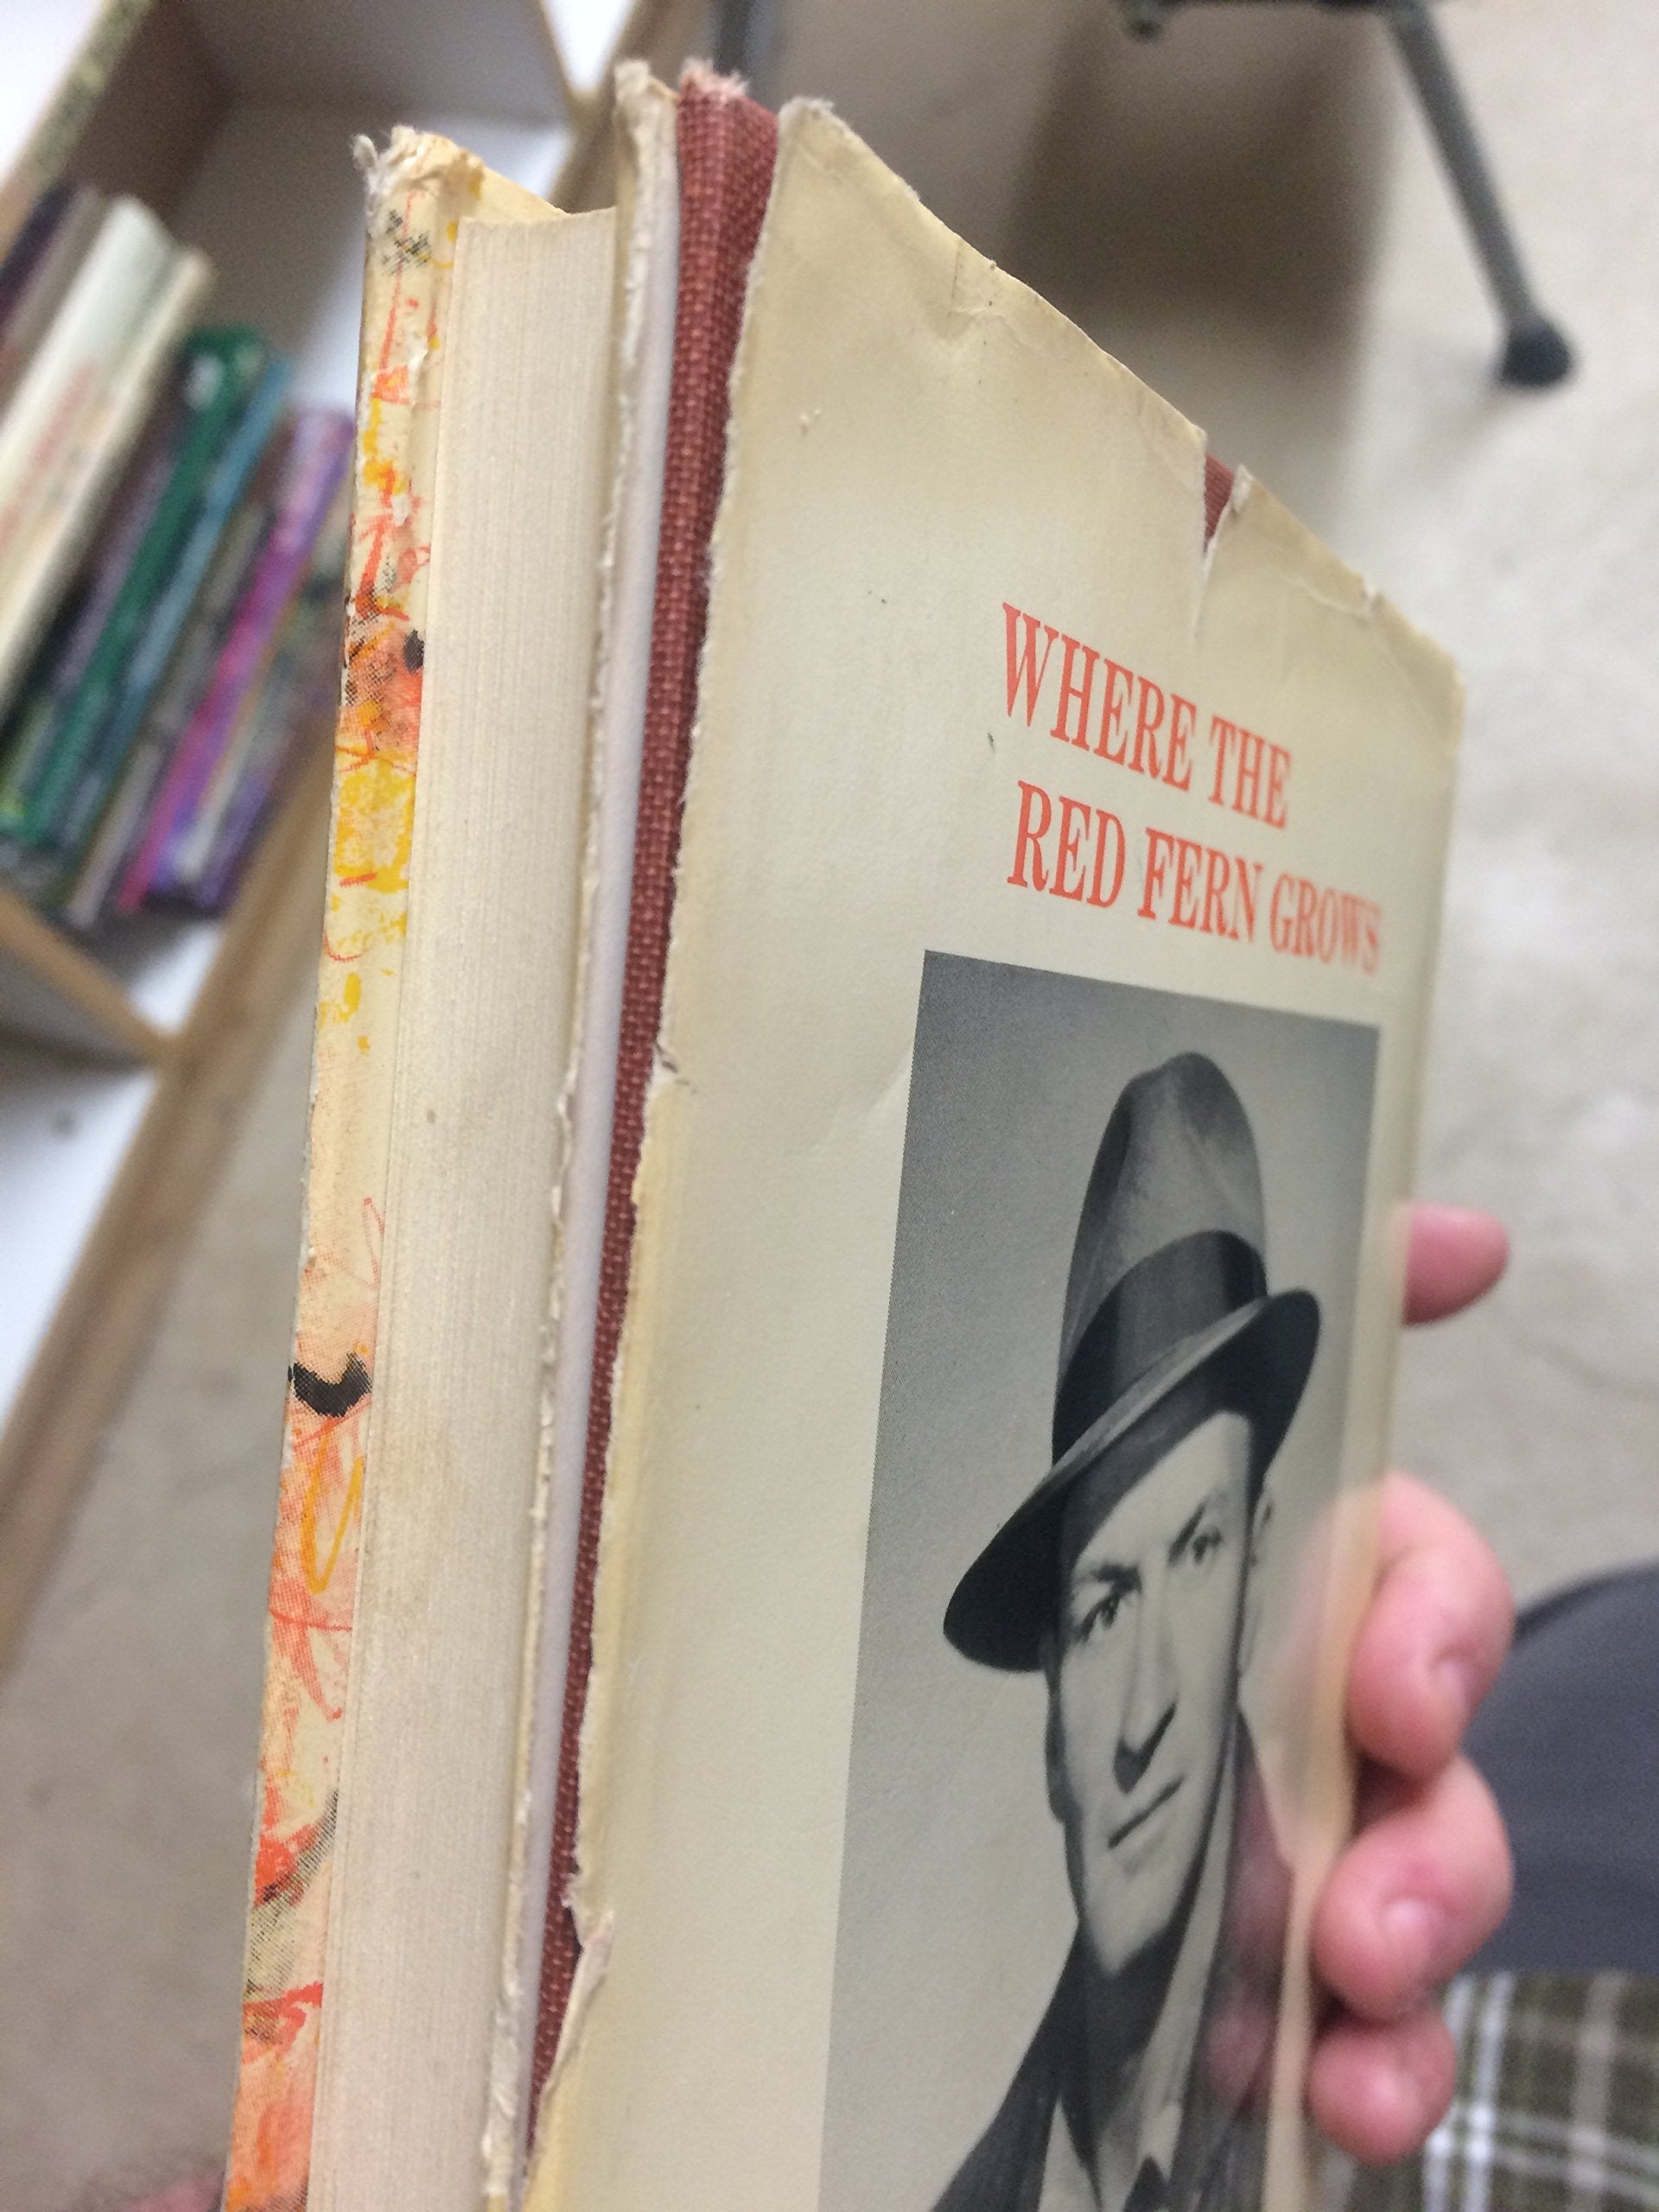 WHERE THE
RED FERN GROWS